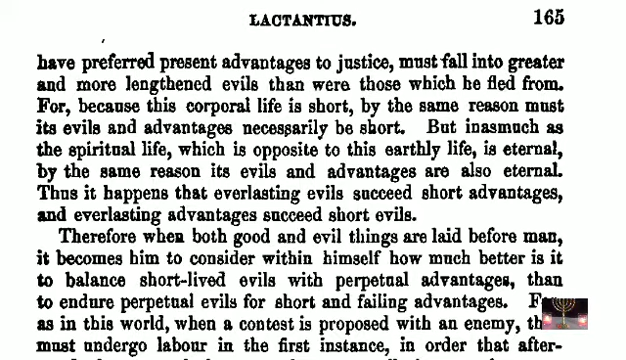 LACTANTIUS. 165
have preferred present advantages to justice, must fall into greater
and more lengthened evils than were those which he fled from.
For, because this corporal life is short, by the same reason must
its evils and advantages necessarily be short. But inasmuch as
the spiritual life, which is opposite to this earthly life, is eternal,
by the same reason its evils and advantages are also eternal.
Thus it happens that everlasting evils succeed short advantages,
and everlasting advantages succeed short evils.
Therefore when both good and evil things are laid before man,
it becomes him to consider within himself how much better is it
to balance short-lived evils with perpetual advantages, than
to endure perpetual evils for short and failing advantages.
as in this world, when a contest is proposed with an enemy,
must undergo labour in the first instance, in order that after-